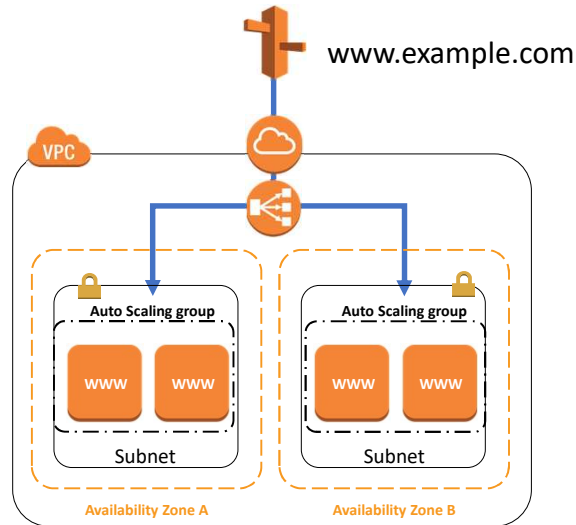 www.example.com
VPC
Auto Scaling group
www
www
Subnet
Availability Zone A
Auto Scaling group
www
www
Subnet
Availability Zone B